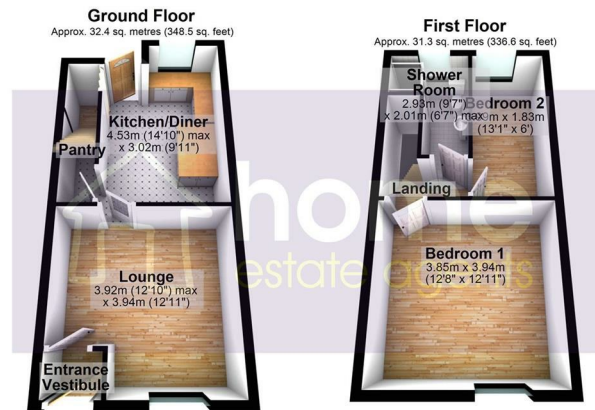 Ground Floor
Approx. 32.4 sq. metres (348.5 sq. feet)
Kitchen/Diner
4.53m (14'10") max
x 3.02m (9'11")
Pantry
Lounge
3.92m (12'10") max
x 3.94m (12'11")
Entrance
Vestibule
First Floor
Approx. 31.3 sq. metres (336.6 sq. feet)
Shower
Room
2.93m (9'7")
x 2.01m (6'7") max
Bedroom 2
9m x 1.83m
(13'1" x 6')
Landing
Bedroom 1
3.85m x 3.94m
(12'8" x 12'11")
home
estate agents